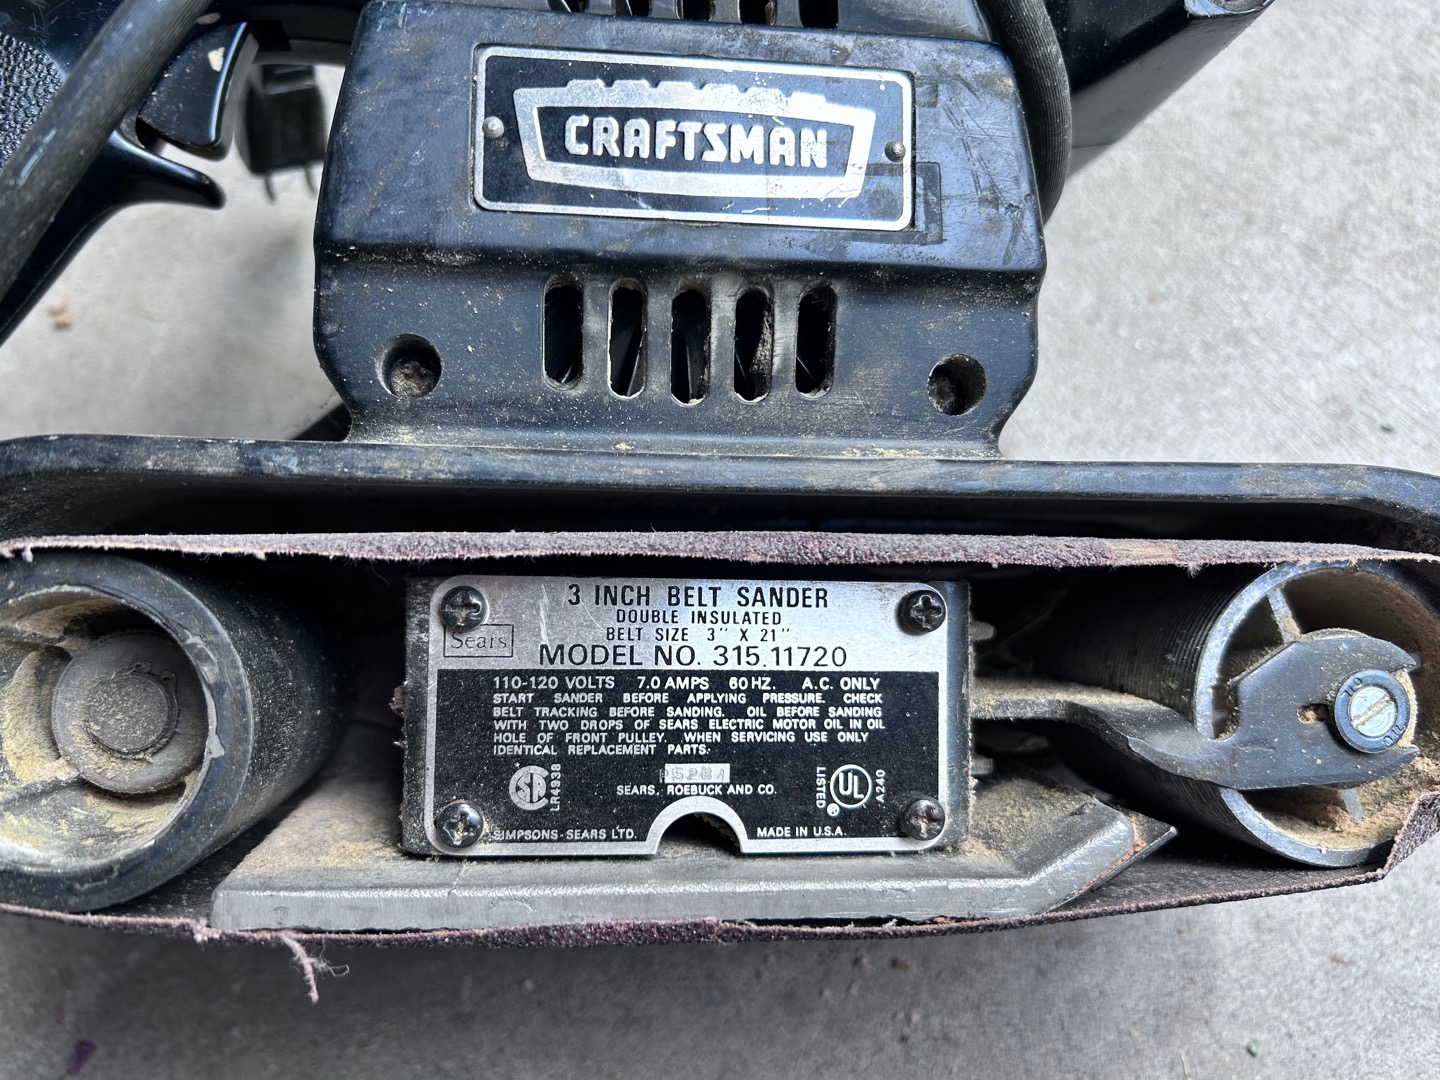 CRAFTSMAN
3 INCH BELT SANDER
DOUBLE INSULATED
BELT SIZE 3" X 21"
Sears
MODEL NO. 315.11720
110-120 VOLTS 7.0 AMPS 60 HZ. A.C. ONLY
START SANDER BEFORE APPLYING PRESSURE. CHECK
BELT TRACKING BEFORE SANDING. OIL BEFORE SANDING
WITH TWO DROPS OF SEARS ELECTRIC MOTOR OIL IN OIL
HOLE OF FRONT PULLEY. WHEN SERVICING USE ONLY
IDENTICAL REPLACEMENT PARTS.
LR4938
SEARS, ROEBUCK AND CO.
LISTED
UL
®
A240
SIMPSONS-SEARS LTD.
MADE IN U.S.A.
OIL